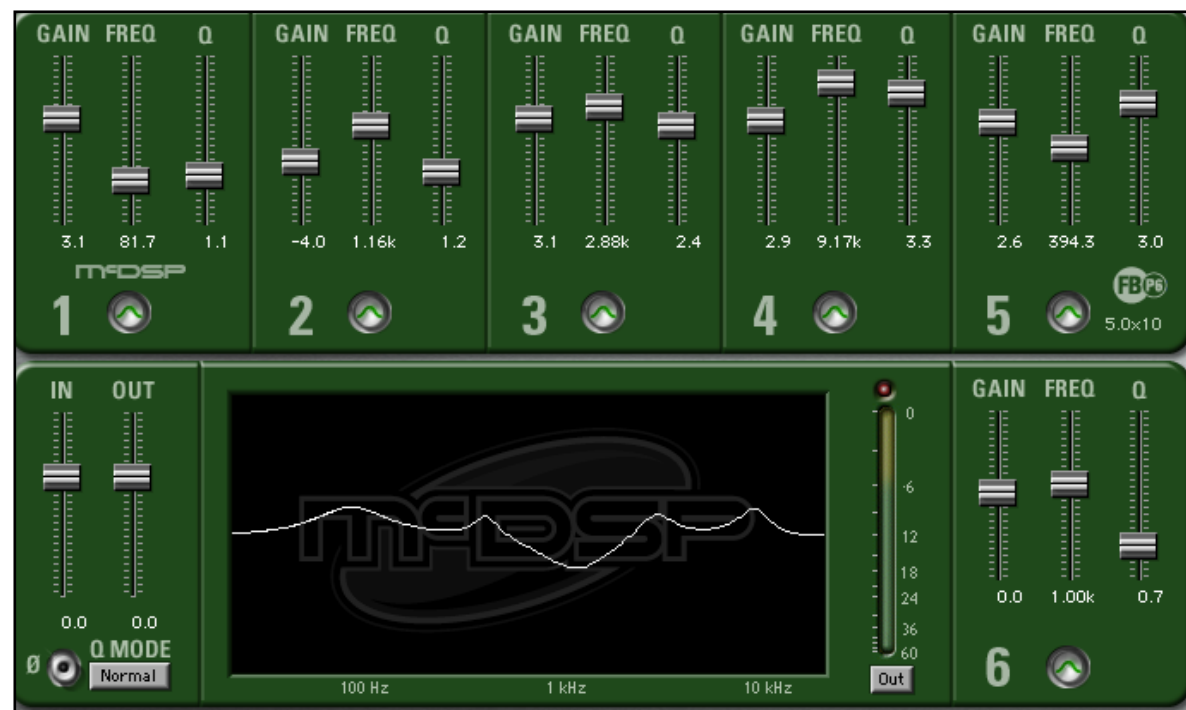 GAIN FREQ Q GAIN FREQ Q GAIN FREQ Q GAIN FREQ Q GAIN FREQ Q
3.1 81.7 1.1 -4.0 1.16k 1.2 3.1 2.88k 2.4 2.9 9.17k 3.3 2.6 394.3 3.0
McDSP
FB P6
1 2 3 4 5 5.0x10
IN OUT GAIN FREQ Q
0
-6
McDSP
12
18
24
36
60
0.0 1.00k 0.7
0.0 0.0
Q MODE
Ø Normal
100 Hz 1 kHz 10 kHz Out
6